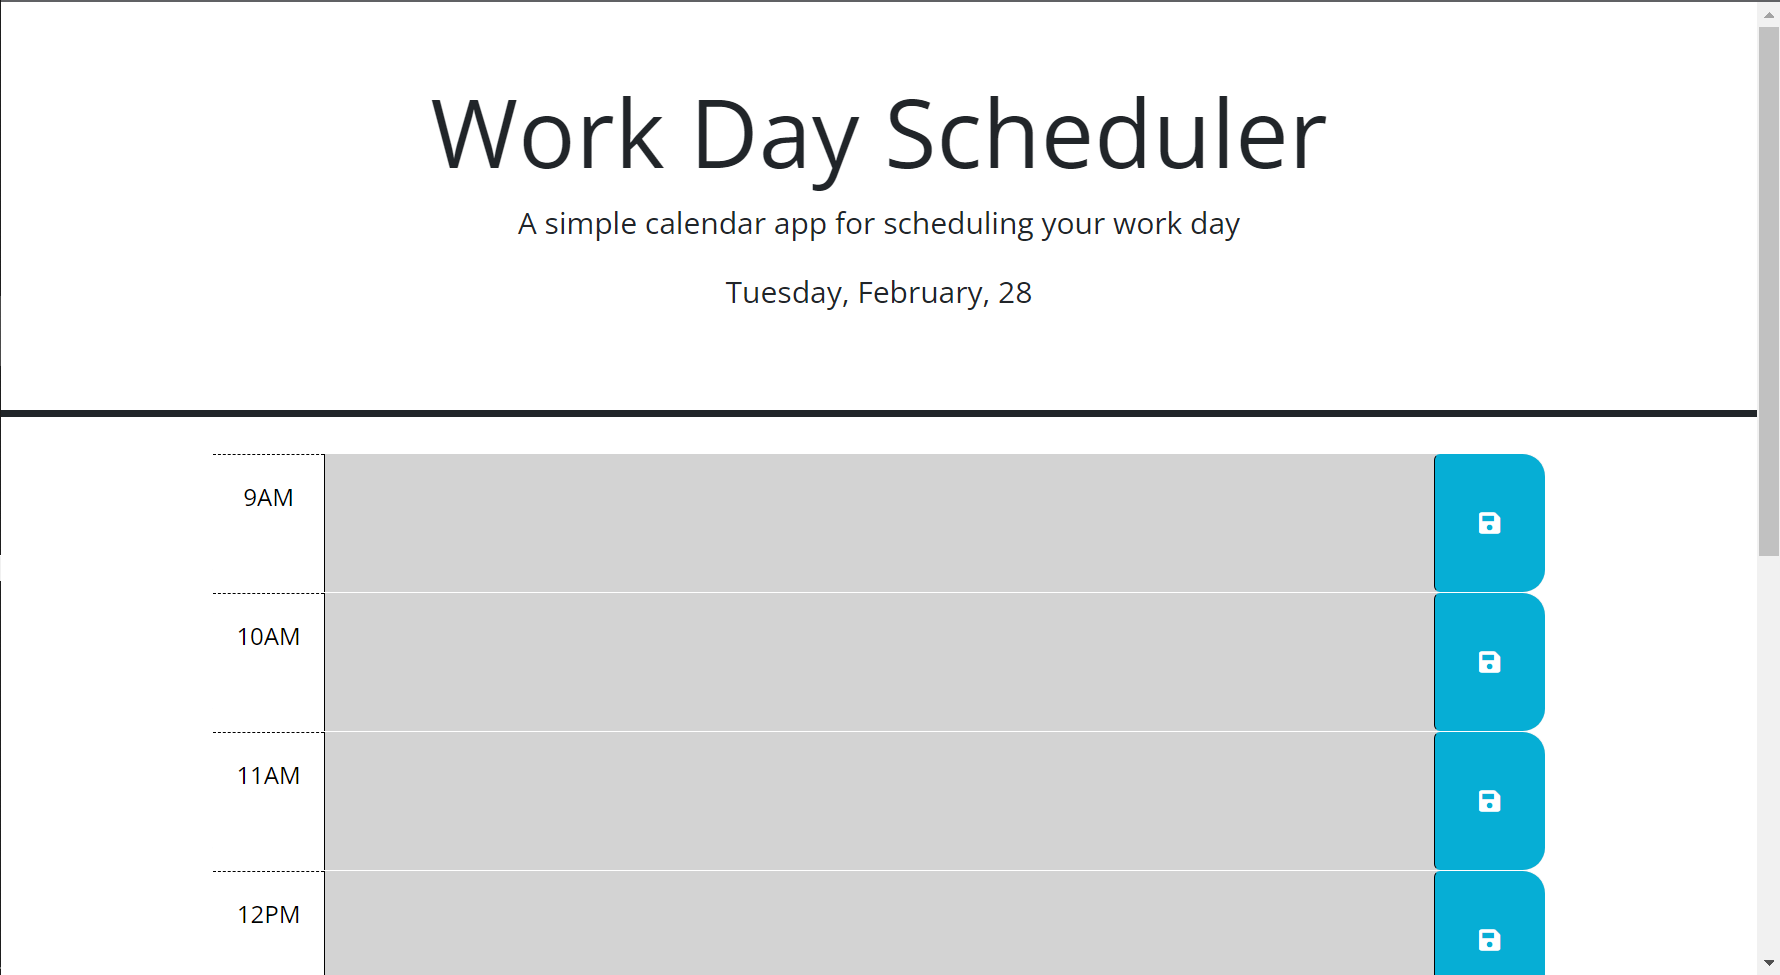 Work Day Scheduler
A simple calendar app for scheduling your work day
Tuesday, February, 28
9AM
10AM
11AM
12PM